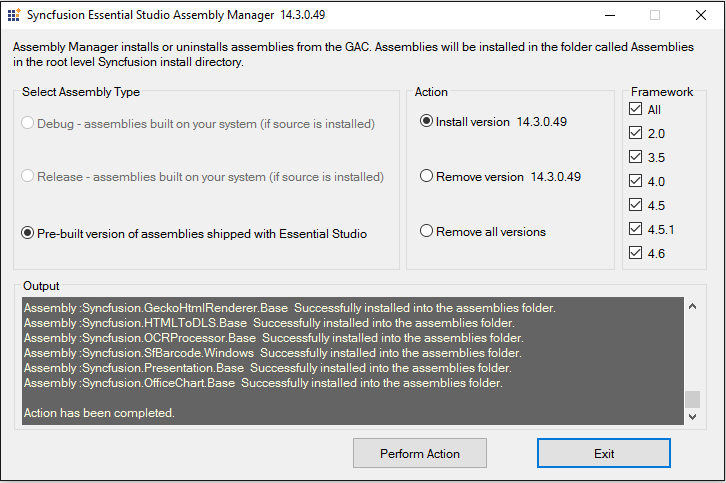 Syncfusion Essential Studio Assembly Manager  14.3.0.49
Assembly Manager installs or uninstalls assemblies from the GAC. Assemblies will be installed in the folder called Assemblies
in the root level Syncfusion install directory.
Select Assembly Type
Debug - assemblies built on your system (if source is installed)
Release - assemblies built on your system (if source is installed)
Pre-built version of assemblies shipped with Essential Studio
Action
Install version  14.3.0.49
Remove version  14.3.0.49
Remove all versions
Framework
All
2.0
3.5
4.0
4.5
4.5.1
4.6
Output
Assembly :Syncfusion.GeckoHtmlRenderer.Base  Successfully installed into the assemblies folder.
Assembly :Syncfusion.HTMLToDLS.Base  Successfully installed into the assemblies folder.
Assembly :Syncfusion.OCRProcessor.Base  Successfully installed into the assemblies folder.
Assembly :Syncfusion.SfBarcode.Windows  Successfully installed into the assemblies folder.
Assembly :Syncfusion.Presentation.Base  Successfully installed into the assemblies folder.
Assembly :Syncfusion.OfficeChart.Base  Successfully installed into the assemblies folder.
Action has been completed.
Perform Action
Exit